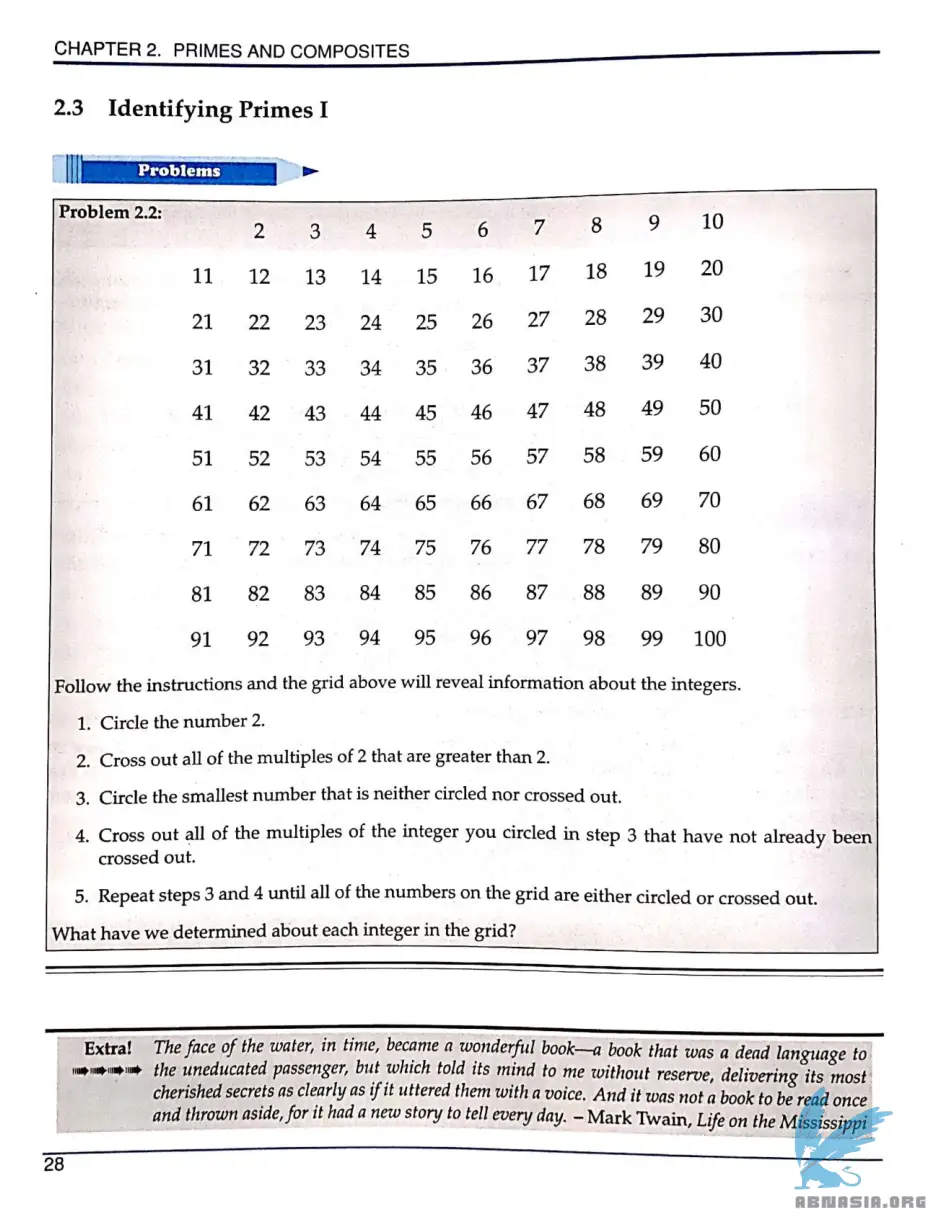 CHAPTER 2. PRIMES AND COMPOSITES
2.3 Identifying Primes I
Problems
Problem 2.2:
2 3 4 5 6 7 8 9 10
11 12 13 14 15 16 17 18 19 20
21 22 23 24 25 26 27 28 29 30
31 32 33 34 35 36 37 38 39 40
41 42 43 44 45 46 47 48 49 50
51 52 53 54 55 56 57 58 59 60
61 62 63 64 65 66 67 68 69 70
71 72 73 74 75 76 77 78 79 80
81 82 83 84 85 86 87 88 89 90
91 92 93 94 95 96 97 98 99 100
Follow the instructions and the grid above will reveal information about the integers.
1. Circle the number 2.
2. Cross out all of the multiples of 2 that are greater than 2.
3. Circle the smallest number that is neither circled nor crossed out.
4. Cross out all of the multiples of the integer you circled in step 3 that have not already been
crossed out.
5. Repeat steps 3 and 4 until all of the numbers on the grid are either circled or crossed out.
What have we determined about each integer in the grid?
Extra! The face of the water, in time, became a wonderful book—a book that was a dead language to
the uneducated passenger, but which told its mind to me without reserve, delivering its most
cherished secrets as clearly as if it uttered them with a voice. And it was not a book to be read once
and thrown aside, for it had a new story to tell every day. – Mark Twain, Life on the Mississippi
28
ABNASIA.ORG